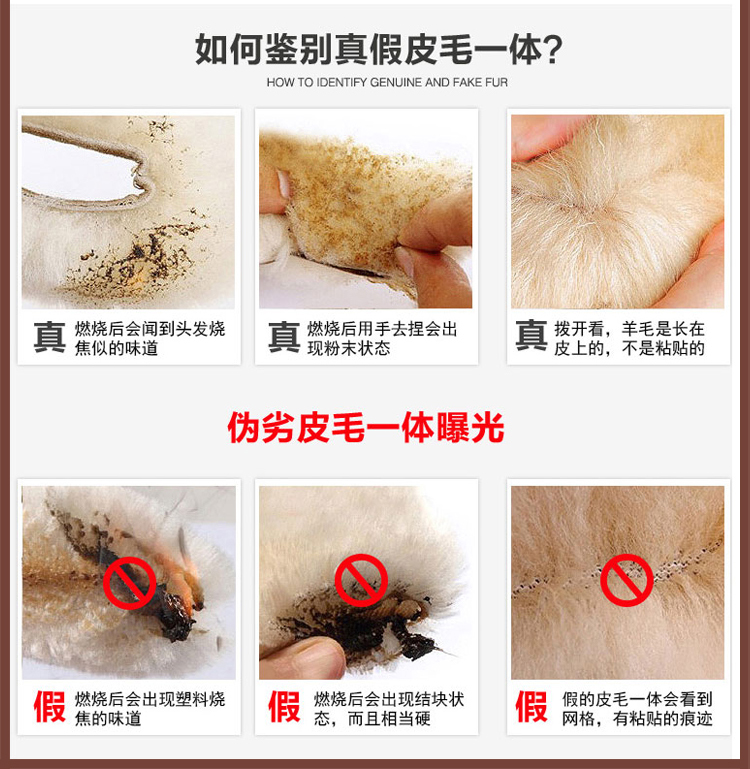 如何鉴别真假皮毛一体?
HOW TO IDENTIFY GENUINE AND FAKE FUR
真
燃烧后会闻到头发烧
焦似的味道
真
燃烧后用手去捏会出
现粉末状态
真
拨开看，羊毛是长在
皮上的，不是粘贴的
伪劣皮毛一体曝光
假
燃烧后会出现塑料烧
焦的味道
假
燃烧后会出现结块状
态，而且相当硬
假
假的皮毛一体会看到
网格，有粘贴的痕迹